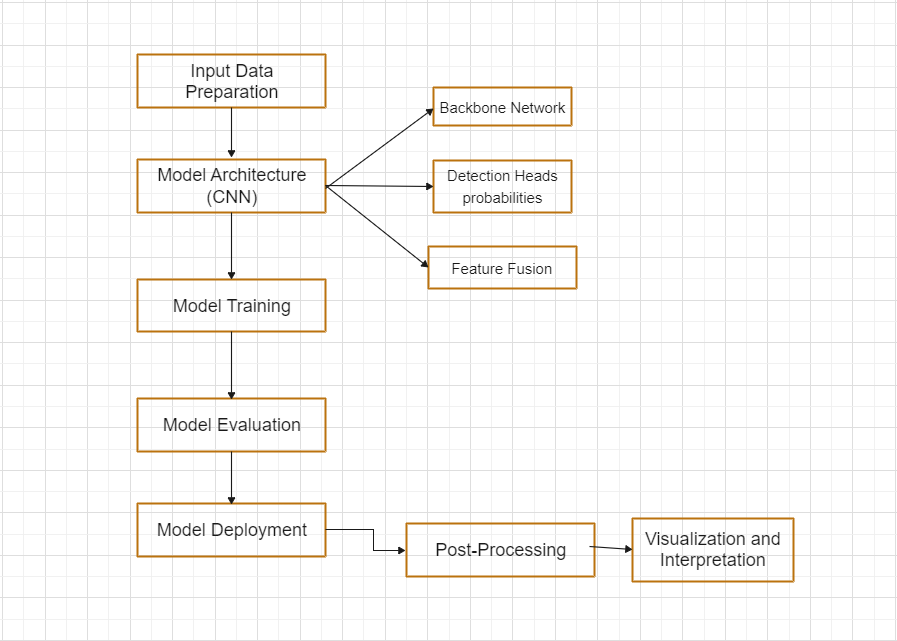 Input Data
Preparation
Backbone Network
Model Architecture
(CNN)
Detection Heads
probabilities
Feature Fusion
Model Training
Model Evaluation
Model Deployment
Post-Processing
Visualization and
Interpretation